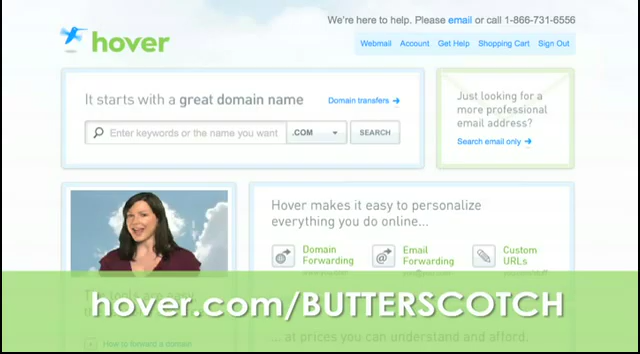 We're here to help. Please email or call 1-866-731-6556
hover
Webmail Account Get Help Shopping Cart Sign Out
It starts with a great domain name
Domain transfers
Enter keywords or the name you want
.COM
SEARCH
Just looking for a
more professional
email address?
Search email only
Hover makes it easy to personalize
everything you do online...
Domain
Forwarding
Email
Forwarding
Custom
URLs
The tools are easy
hover.com/BUTTERSCOTCH
How to forward a domain
... at prices you can understand and afford.